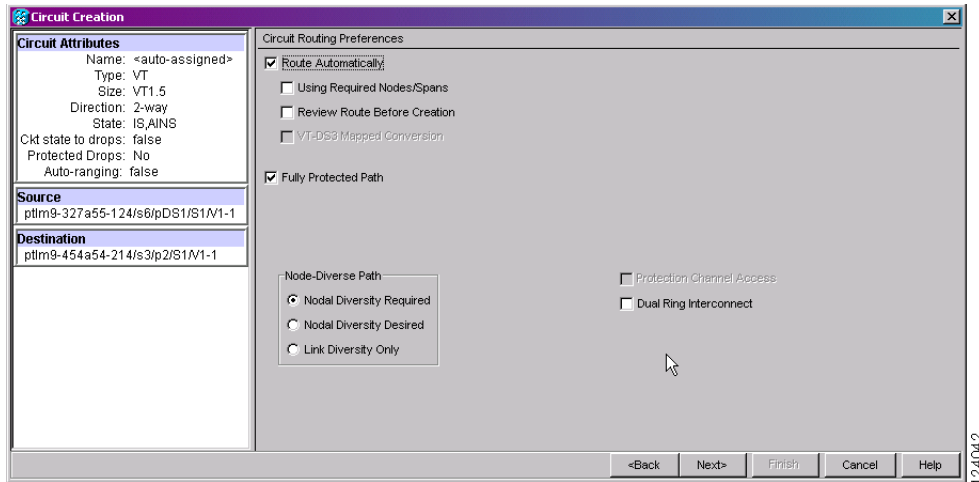 Circuit Creation
Circuit Attributes
Name: <auto-assigned>
Type: VT
Size: VT1.5
Direction: 2-way
State: IS,AINS
Ckt state to drops: false
Protected Drops: No
Auto-ranging: false
Source
ptlm9-327a55-124/s6/pDS1/S1/V1-1
Destination
ptlm9-454a54-214/s3/p2/S1/V1-1
Circuit Routing Preferences
Route Automatically
Using Required Nodes/Spans
Review Route Before Creation
VT-DS3 Mapped Conversion
Fully Protected Path
Node-Diverse Path
Nodal Diversity Required
Nodal Diversity Desired
Link Diversity Only
Protection Channel Access
Dual Ring Interconnect
<Back
Next>
Finish
Cancel
Help
124042